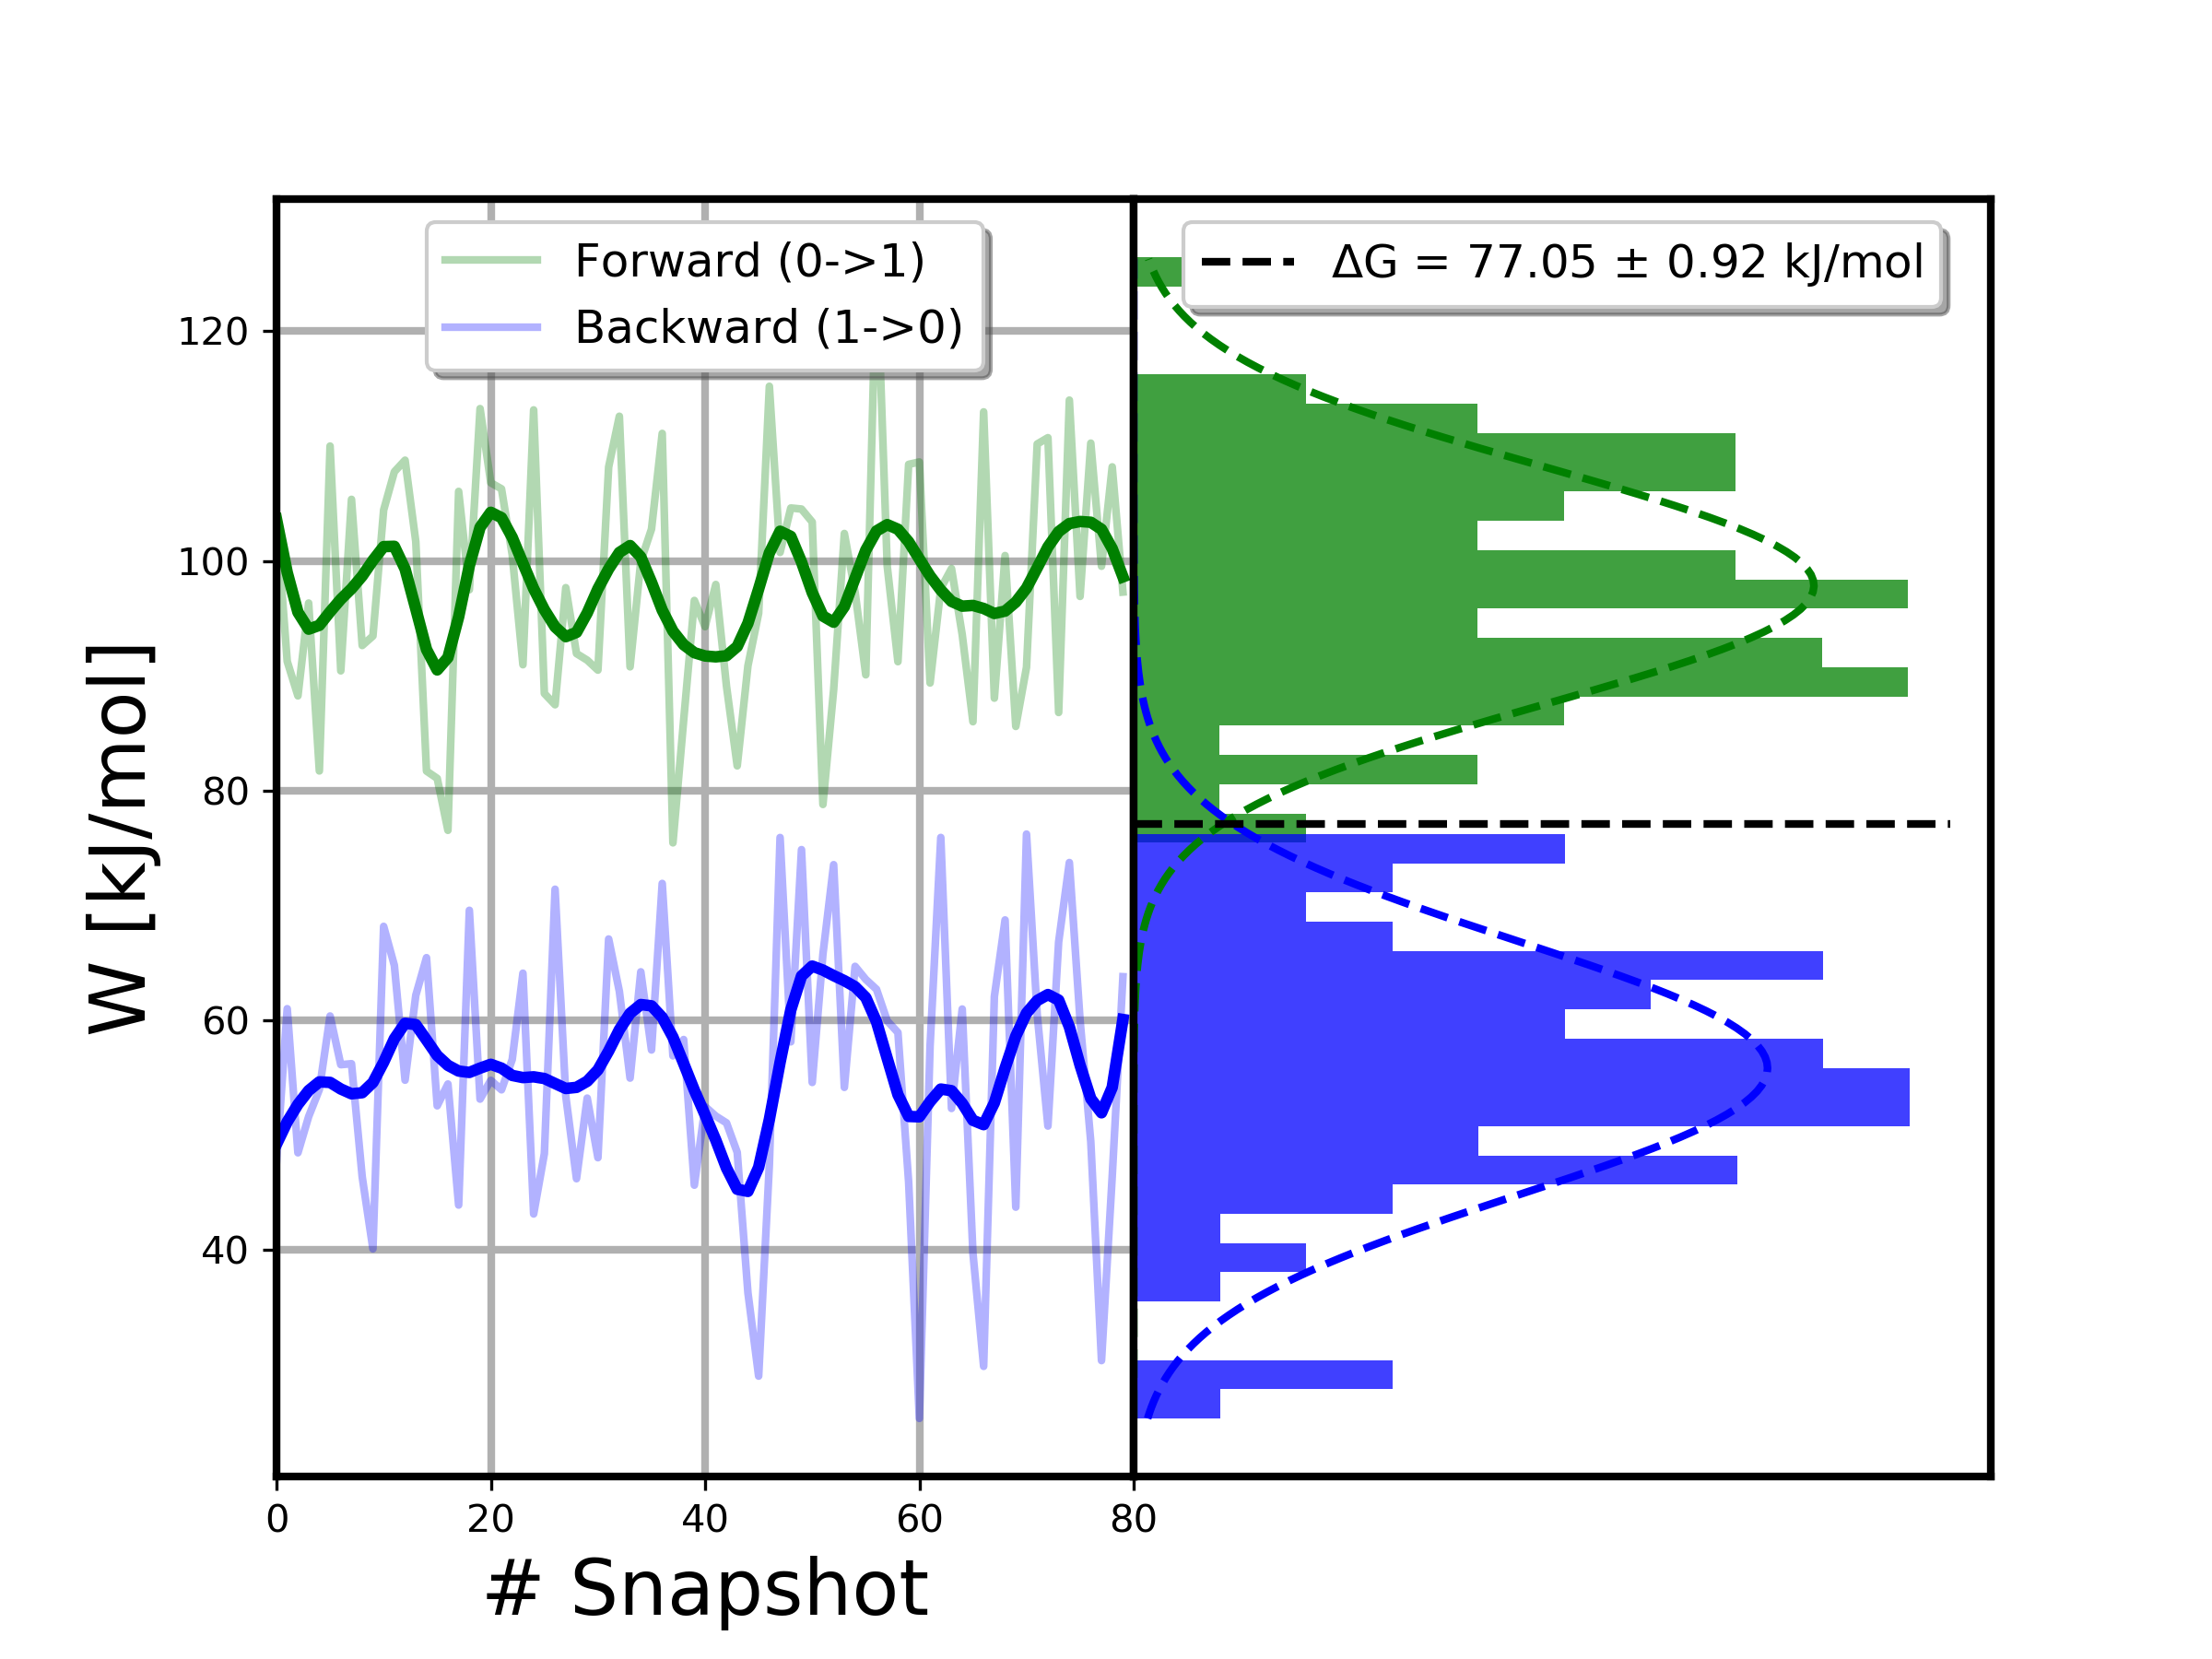 Forward (0->1)
Backward (1->0)
ΔG = 77.05 ± 0.92 kJ/mol
120
100
80
60
40
W [kJ/mol]
0
20
40
60
80
# Snapshot